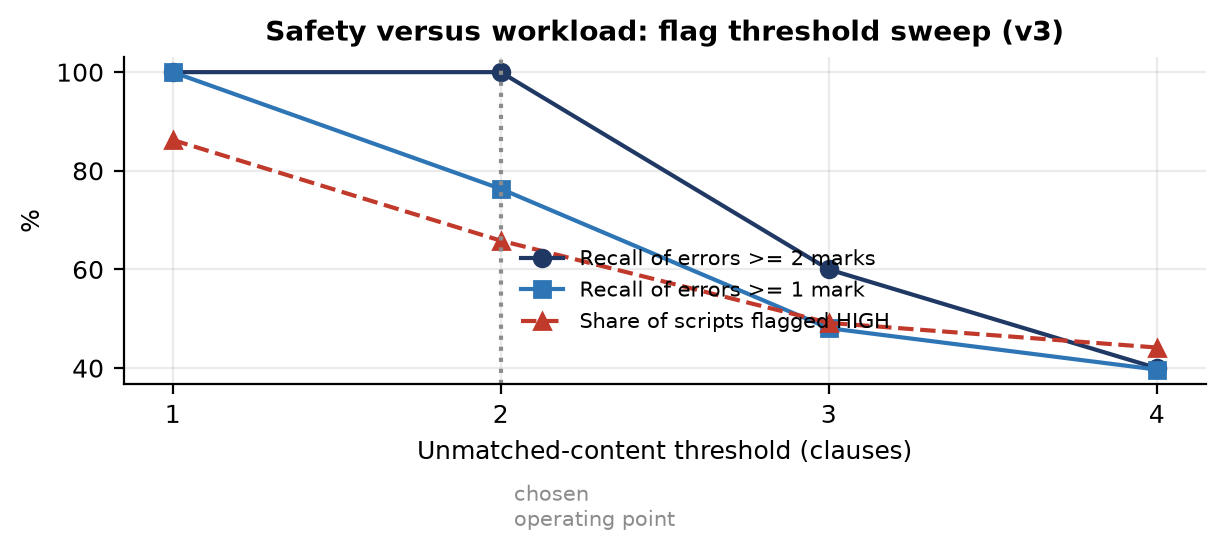 Safety versus workload: flag threshold sweep (v3)
100
80
60
40
%
Recall of errors >= 2 marks
Recall of errors >= 1 mark
Share of scripts flagged HIGH
1 2 3 4
Unmatched-content threshold (clauses)
chosen
operating point